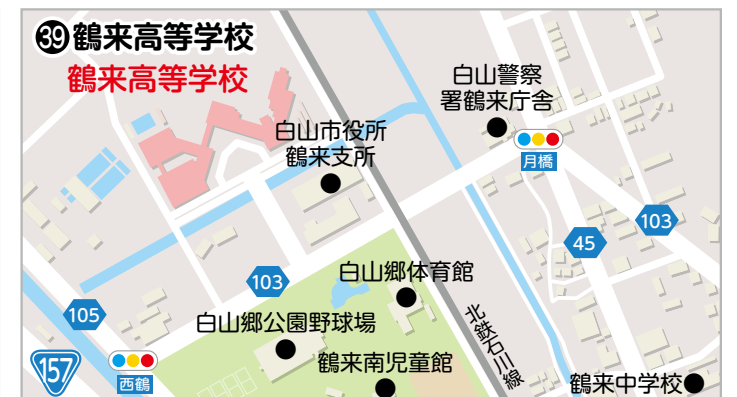 ㊴鶴来高等学校
鶴来高等学校
白山警察
署鶴来庁舎
白山市役所
鶴来支所
月橋
103
45
白山郷体育館
103
105
白山郷公園野球場
北鉄石川線
鶴来南児童館
157
西鶴
鶴来中学校